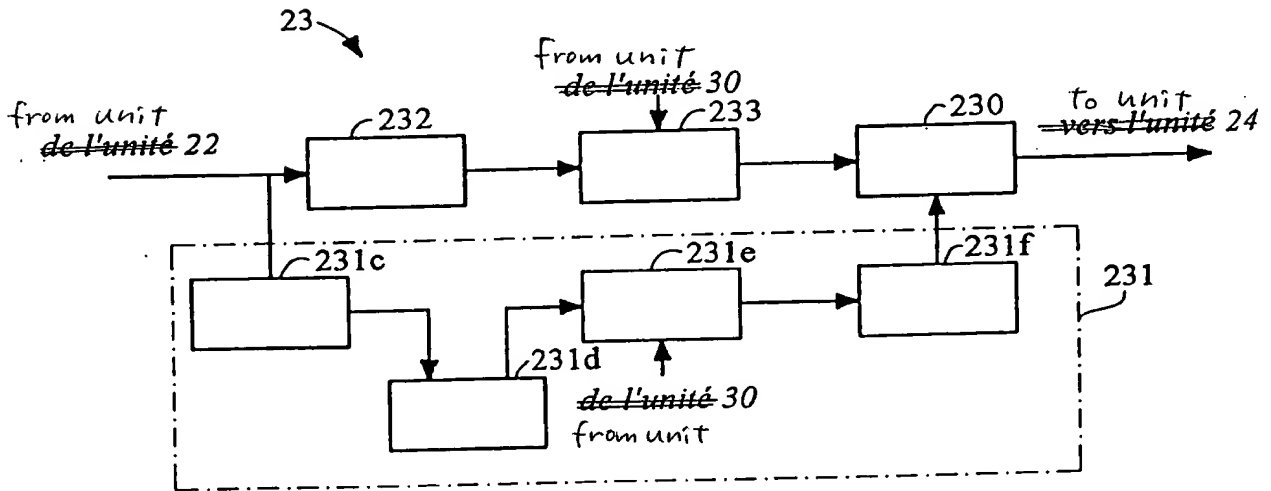 23
from unit
de l'unité 30
from unit
de l'unité 22
232
233
230
to unit
vers l'unité 24
231c
231e
231f
231
231d
de l'unité 30
from unit